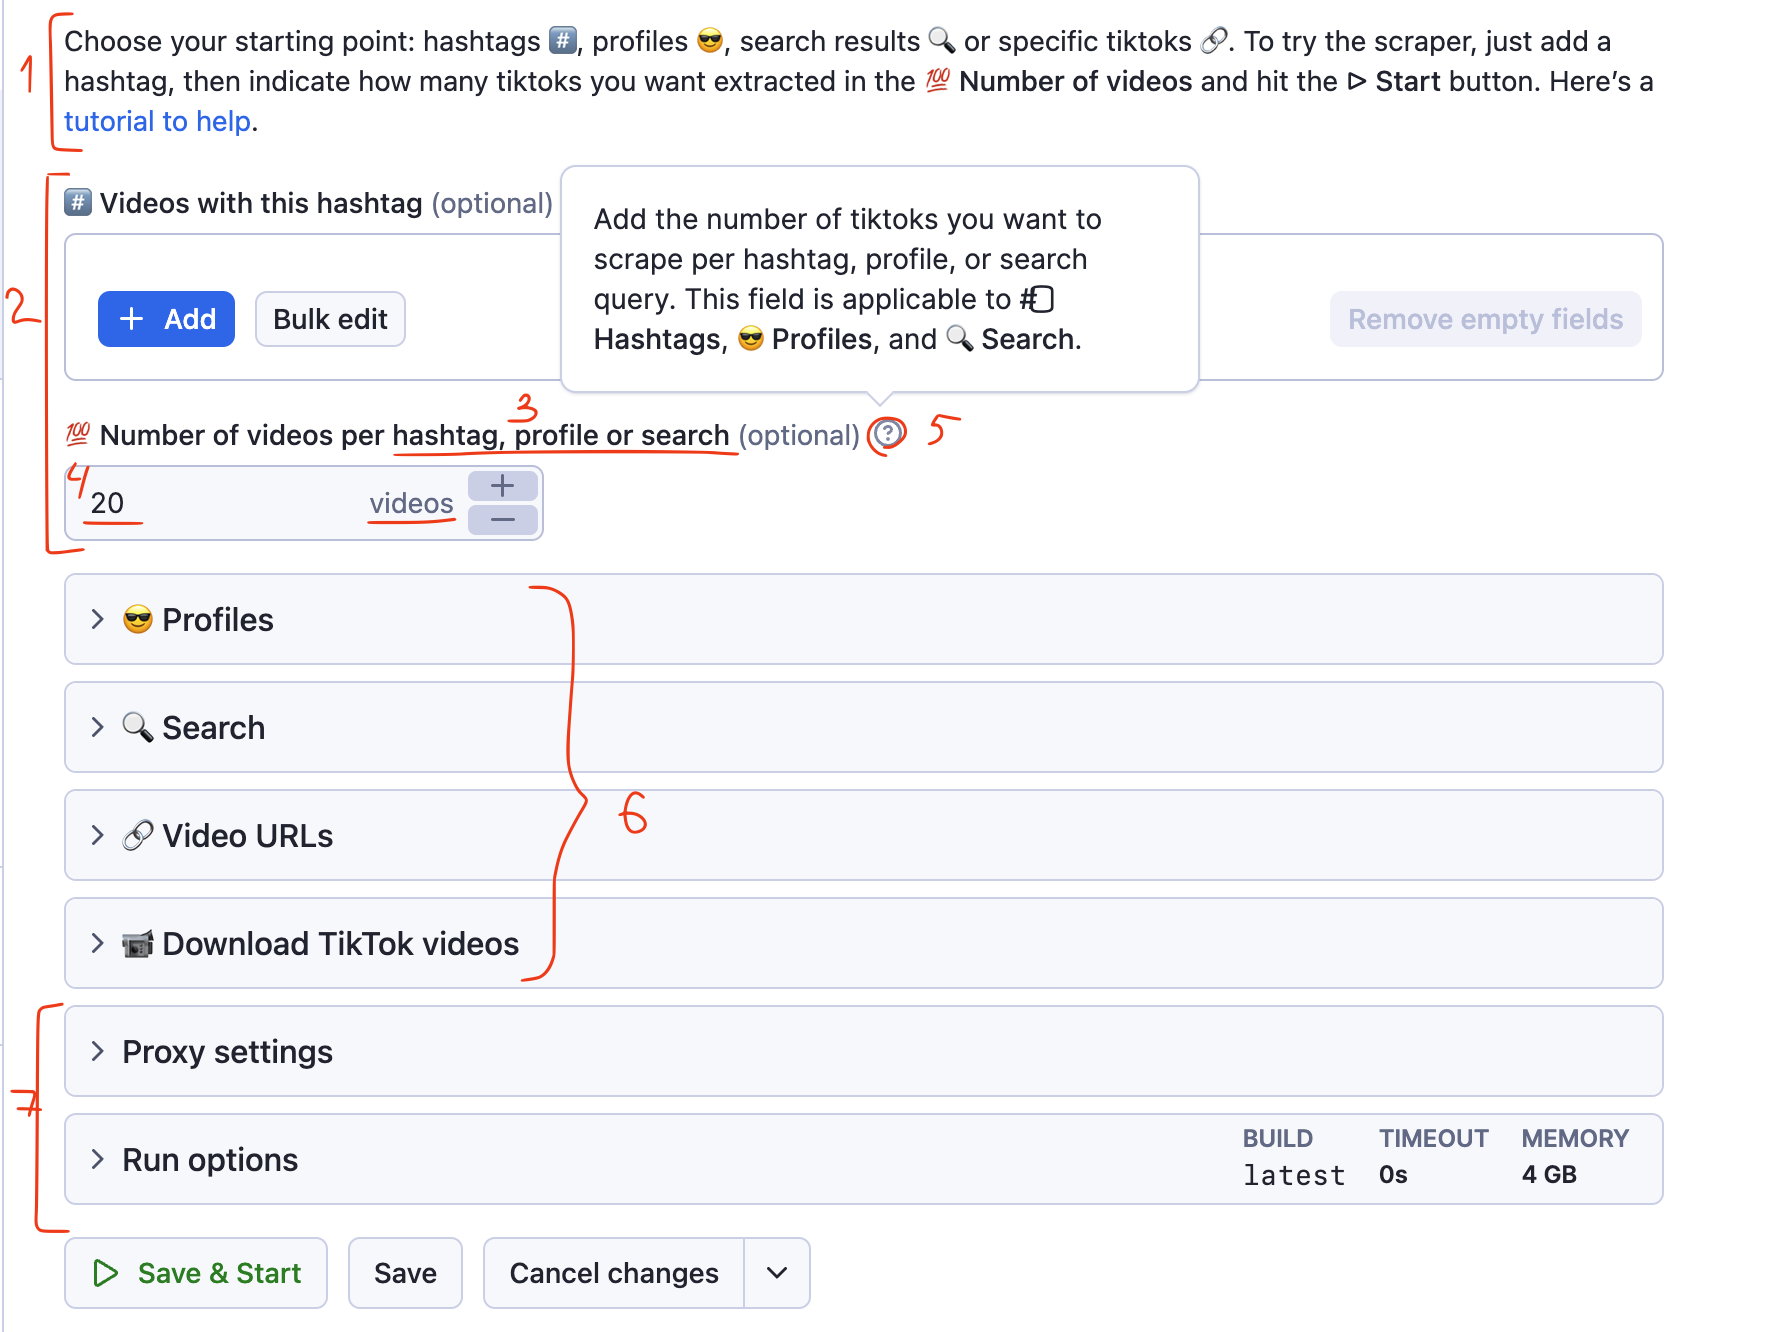 1
Choose your starting point: hashtags #️⃣, profiles 😎, search results 🔍 or specific tiktoks 🔗. To try the scraper, just add a
hashtag, then indicate how many tiktoks you want extracted in the 💯 Number of videos and hit the ▷ Start button. Here’s a
tutorial to help.
2
#️⃣ Videos with this hashtag (optional)
+ Add
Bulk edit
Remove empty fields
Add the number of tiktoks you want to
scrape per hashtag, profile, or search
query. This field is applicable to #️⃣
Hashtags, 😎 Profiles, and 🔍 Search.
3
💯 Number of videos per hashtag, profile or search (optional) ?
5
4
20 videos
+
−
> 😎 Profiles
> 🔍 Search
> 🔗 Video URLs
6
> 📹 Download TikTok videos
7
> Proxy settings
> Run options
BUILD TIMEOUT MEMORY
latest 0s 4 GB
▷ Save & Start
Save
Cancel changes